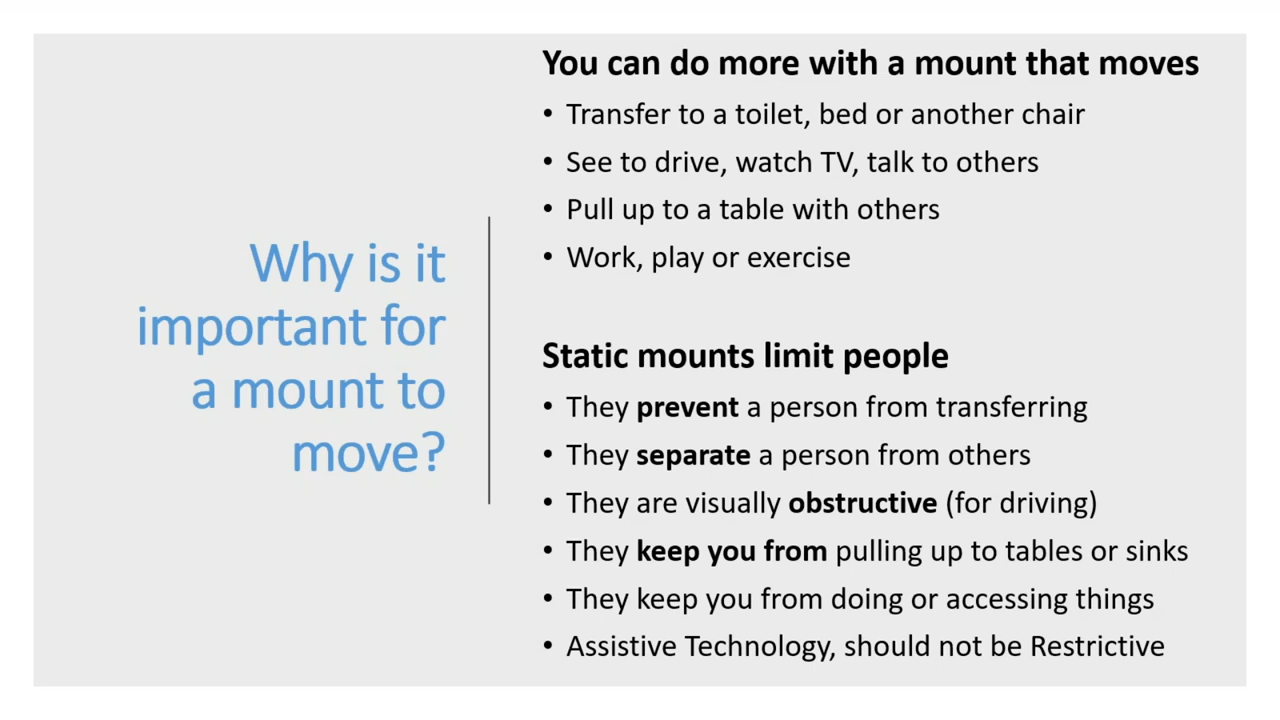 Why is it
important for
a mount to
move?
You can do more with a mount that moves
• Transfer to a toilet, bed or another chair
• See to drive, watch TV, talk to others
• Pull up to a table with others
• Work, play or exercise
Static mounts limit people
• They prevent a person from transferring
• They separate a person from others
• They are visually obstructive (for driving)
• They keep you from pulling up to tables or sinks
• They keep you from doing or accessing things
• Assistive Technology, should not be Restrictive